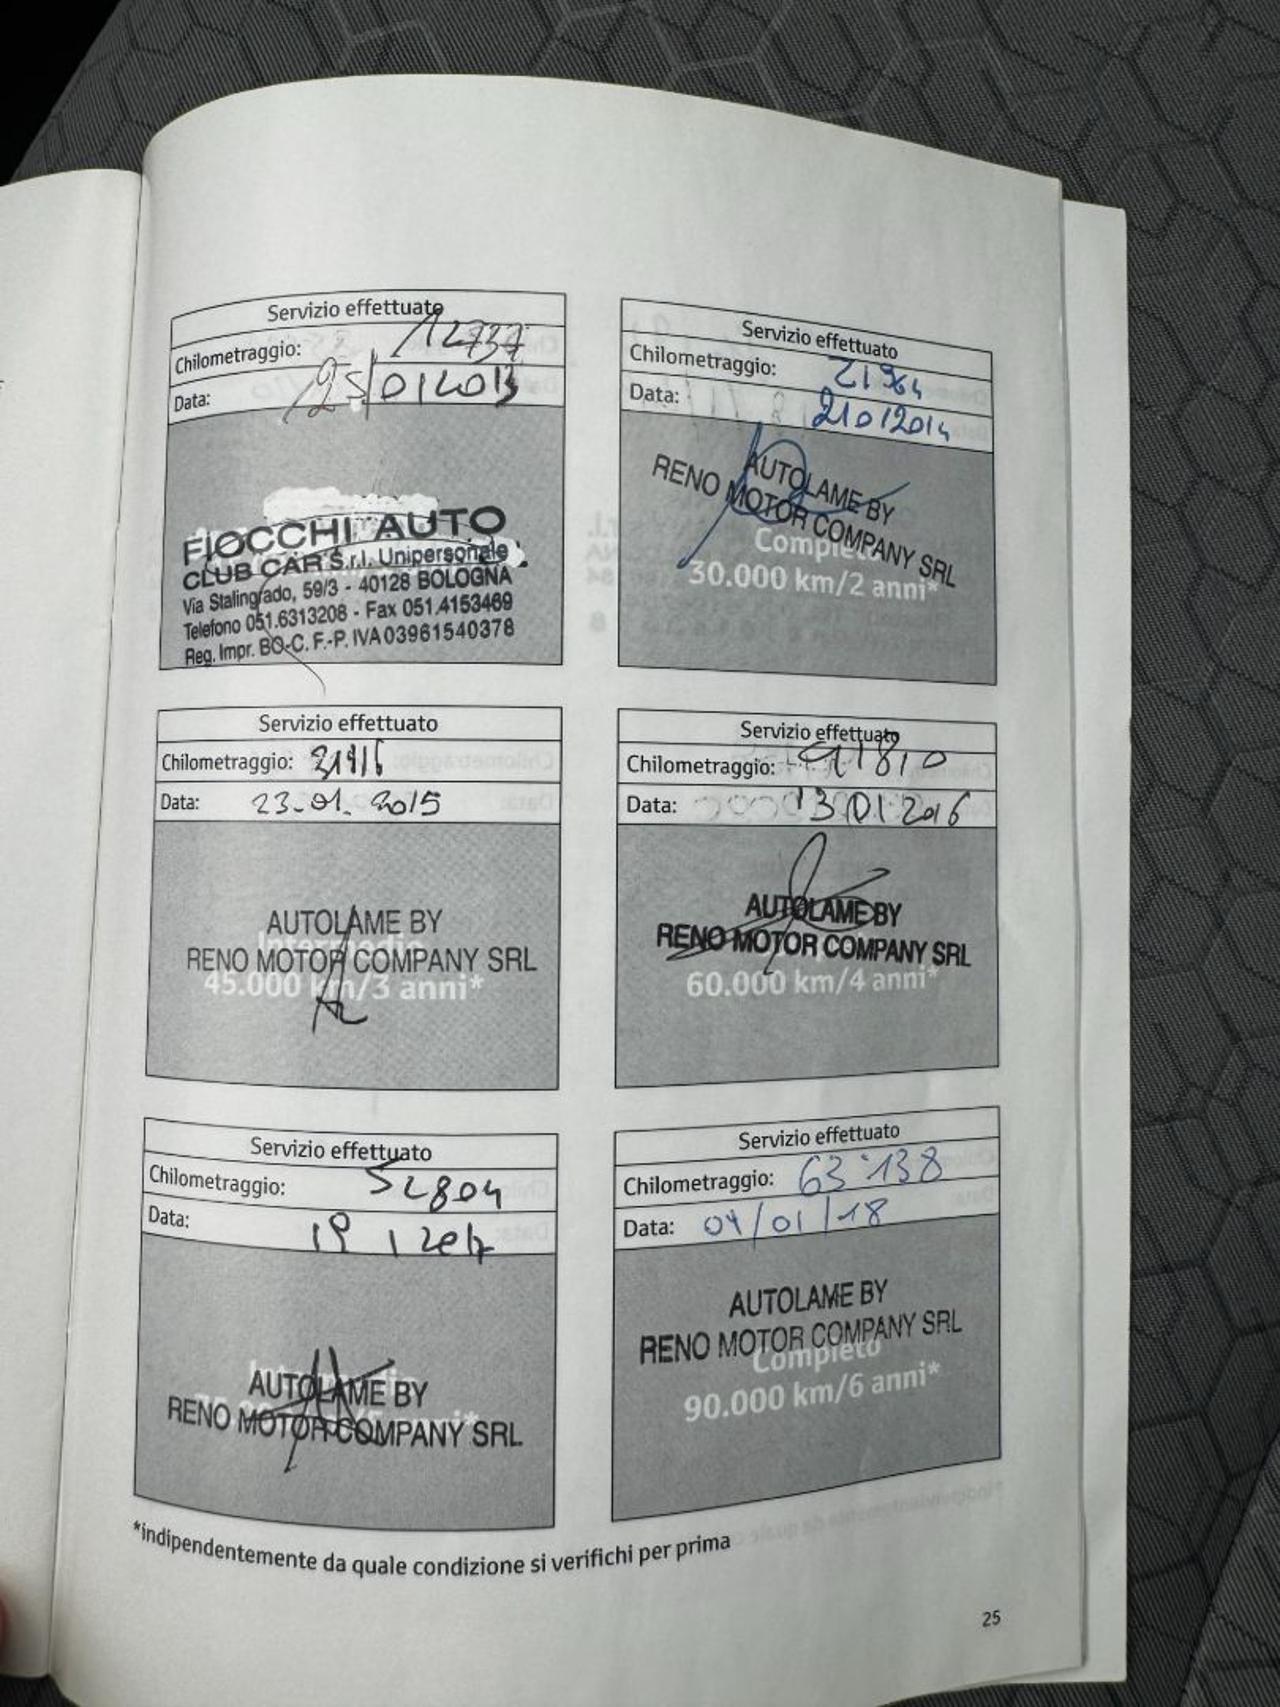 Servizio effettuato
Chilometraggio: 12737
Data:
FIOCCHI AUTO
CLUB CAR S.r.l. Unipersonale
Via Stalingrado, 59/3 - 40128 BOLOGNA
Telefono 051.6313208 - Fax 051.4153469
Reg. Impr. BO-C. F.-P. IVA 03961540378
Servizio effettuato
Chilometraggio: 21964
Data: 21012014
AUTOLAME BY
RENO MOTOR COMPANY SRL
Completo
30.000 km/2 anni*
Servizio effettuato
Chilometraggio:
Data: 23-01-2015
AUTOLAME BY
RENO MOTOR COMPANY SRL
Intermedio
45.000 km/3 anni*
Servizio effettuato
Chilometraggio: 41810
Data: 13 01 2016
AUTOLAME BY
RENO MOTOR COMPANY SRL
60.000 km/4 anni*
Servizio effettuato
Chilometraggio: 52804
Data: 19 1 2017
AUTOLAME BY
RENO MOTOR COMPANY SRL
anni*
Servizio effettuato
Chilometraggio: 63.138
Data: 04/01/18
AUTOLAME BY
RENO MOTOR COMPANY SRL
Completo
90.000 km/6 anni*
*indipendentemente da quale condizione si verifichi per prima
25